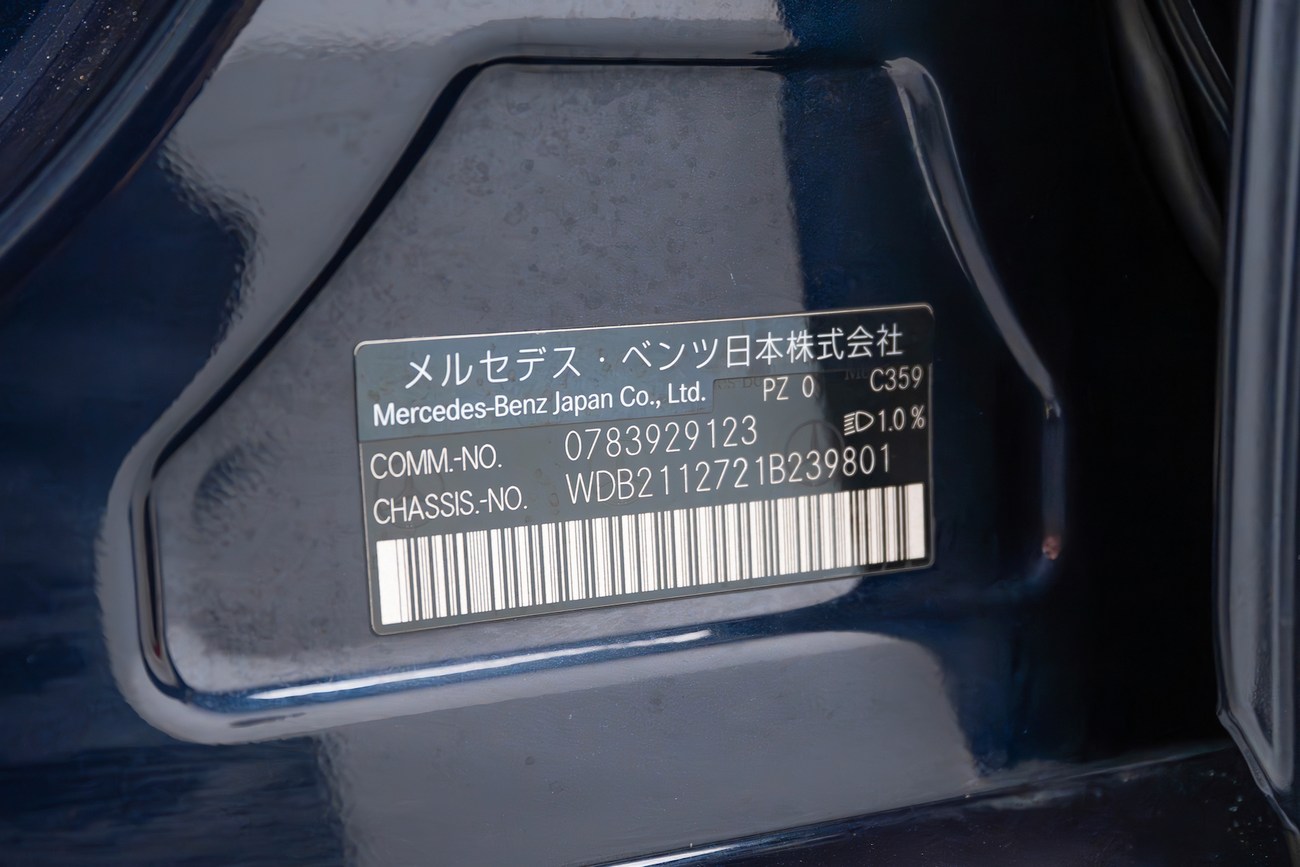 メルセデス・ベンツ日本株式会社
Mercedes-Benz Japan Co., Ltd. PZ 0 C359
COMM.-NO. 0783929123 1.0%
CHASSIS.-NO. WDB2112721B239801